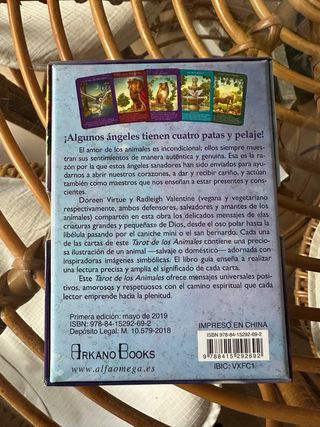 ¡Algunos ángeles tienen cuatro patas y pelaje!
El amor de los animales es incondicional; ellos siempre mues-
tran sus sentimientos de manera auténtica y genuina. Esa es la ra-
zón por la que estos ángeles sanadores han sido enviados para ayu-
darnos a abrir nuestros corazones, a dar y recibir cariño, y actúan
también como maestros que nos enseñan a estar presentes y cons-
cientes.
Doreen Virtue y Radleigh Valentine (vegana y vegetariano
respectivamente, ambos defensores, salvadores y amantes de los
animales) comparten en esta obra los delicados mensajes de «las
criaturas grandes y pequeñas» de Dios, desde el oso polar hasta la
libélula pasando por el caniche mini o el san bernardo. Cada una
de las cartas de este Tarot de los Animales contiene una precio-
sa ilustración de un animal —salvaje o doméstico— adornada con
inspiradoras imágenes simbólicas. El libro guía enseña a realizar
una lectura precisa y amplía el significado de cada carta.
Este Tarot de los Animales ofrece mensajes universales posi-
tivos, amorosos y respetuosos con el camino espiritual que cada
lector emprende hacia la plenitud.
Primera edición: mayo de 2019
ISBN: 978-84-15292-69-2
Depósito Legal: M. 10.579-2018
ARKANO BOOKS
www.alfaomega.es
IMPRESO EN CHINA
ISBN: 978-84-15292-69-2
9 788415 292692
IBIC: VXFC1